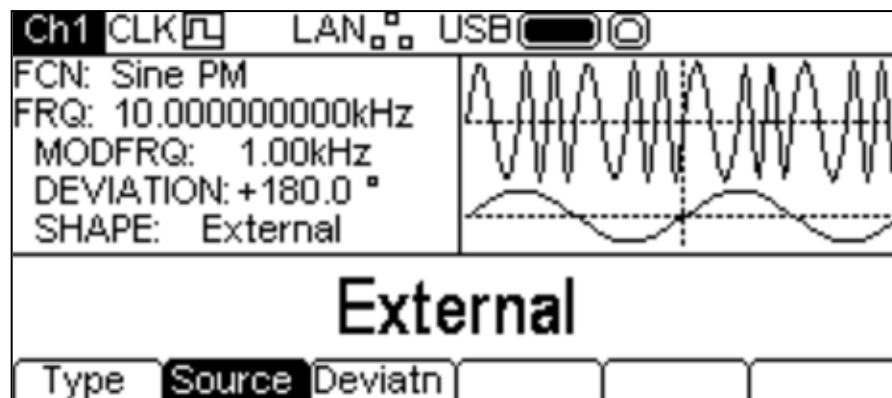 Ch1 CLK LAN USB
FCN: Sine PM
FRQ: 10.000000000kHz
MODFRQ: 1.00kHz
DEVIATION: +180.0 °
SHAPE: External
External
Type Source Deviatn